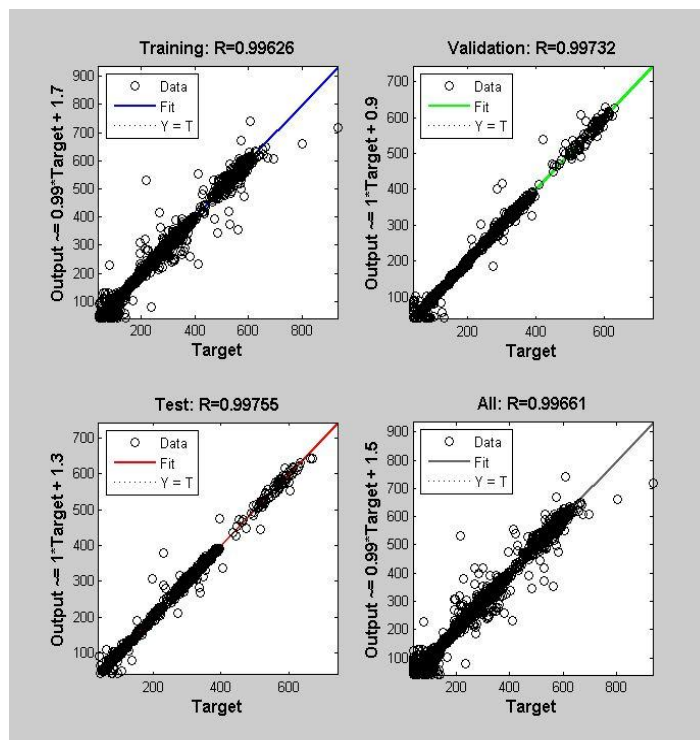 Training: R=0.99626
Output ~= 0.99*Target + 1.7
900
800
700
600
500
400
300
200
100
Data
Fit
Y = T
200 400 600 800
Target
Validation: R=0.99732
Output ~= 1*Target + 0.9
700
600
500
400
300
200
100
Data
Fit
Y = T
200 400 600
Target
Test: R=0.99755
Output ~= 1*Target + 1.3
700
600
500
400
300
200
100
Data
Fit
Y = T
200 400 600
Target
All: R=0.99661
Output ~= 0.99*Target + 1.5
900
800
700
600
500
400
300
200
100
Data
Fit
Y = T
200 400 600 800
Target